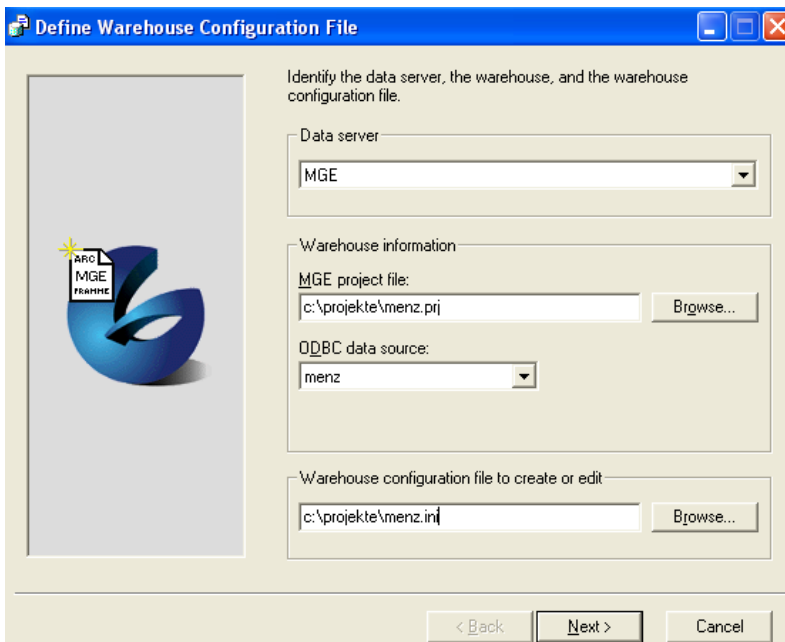 Define Warehouse Configuration File
Identify the data server, the warehouse, and the warehouse
configuration file.
Data server
MGE
ARC
MGE
FRAMME
Warehouse information
MGE project file:
c:\projekte\menz.prj
Browse...
ODBC data source:
menz
Warehouse configuration file to create or edit
c:\projekte\menz.ini
Browse...
< Back
Next >
Cancel